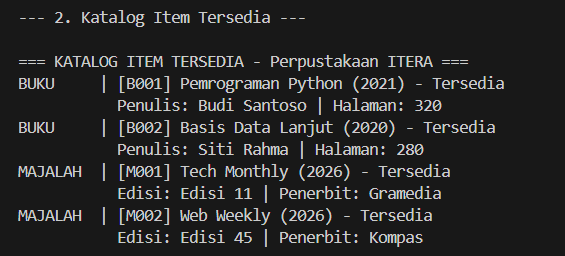 --- 2. Katalog Item Tersedia ---
=== KATALOG ITEM TERSEDIA - Perpustakaan ITERA ===
BUKU     | [B001] Pemrograman Python (2021) - Tersedia
           Penulis: Budi Santoso | Halaman: 320
BUKU     | [B002] Basis Data Lanjut (2020) - Tersedia
           Penulis: Siti Rahma | Halaman: 280
MAJALAH  | [M001] Tech Monthly (2026) - Tersedia
           Edisi: Edisi 11 | Penerbit: Gramedia
MAJALAH  | [M002] Web Weekly (2026) - Tersedia
           Edisi: Edisi 45 | Penerbit: Kompas